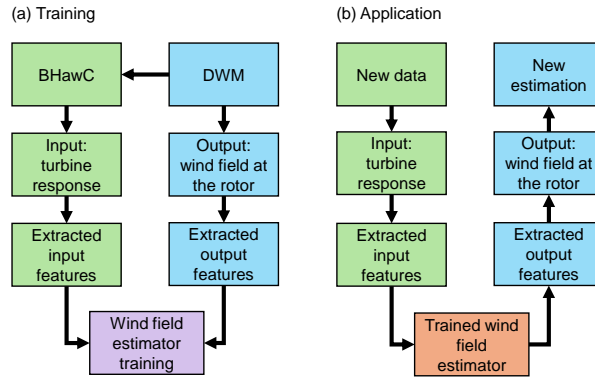 (a) Training
BHawC
DWM
Input:
turbine
response
Output:
wind field at
the rotor
Extracted
input
features
Extracted
output
features
Wind field
estimator
training
(b) Application
New data
New
estimation
Input:
turbine
response
Output:
wind field at
the rotor
Extracted
input
features
Extracted
output
features
Trained wind
field
estimator